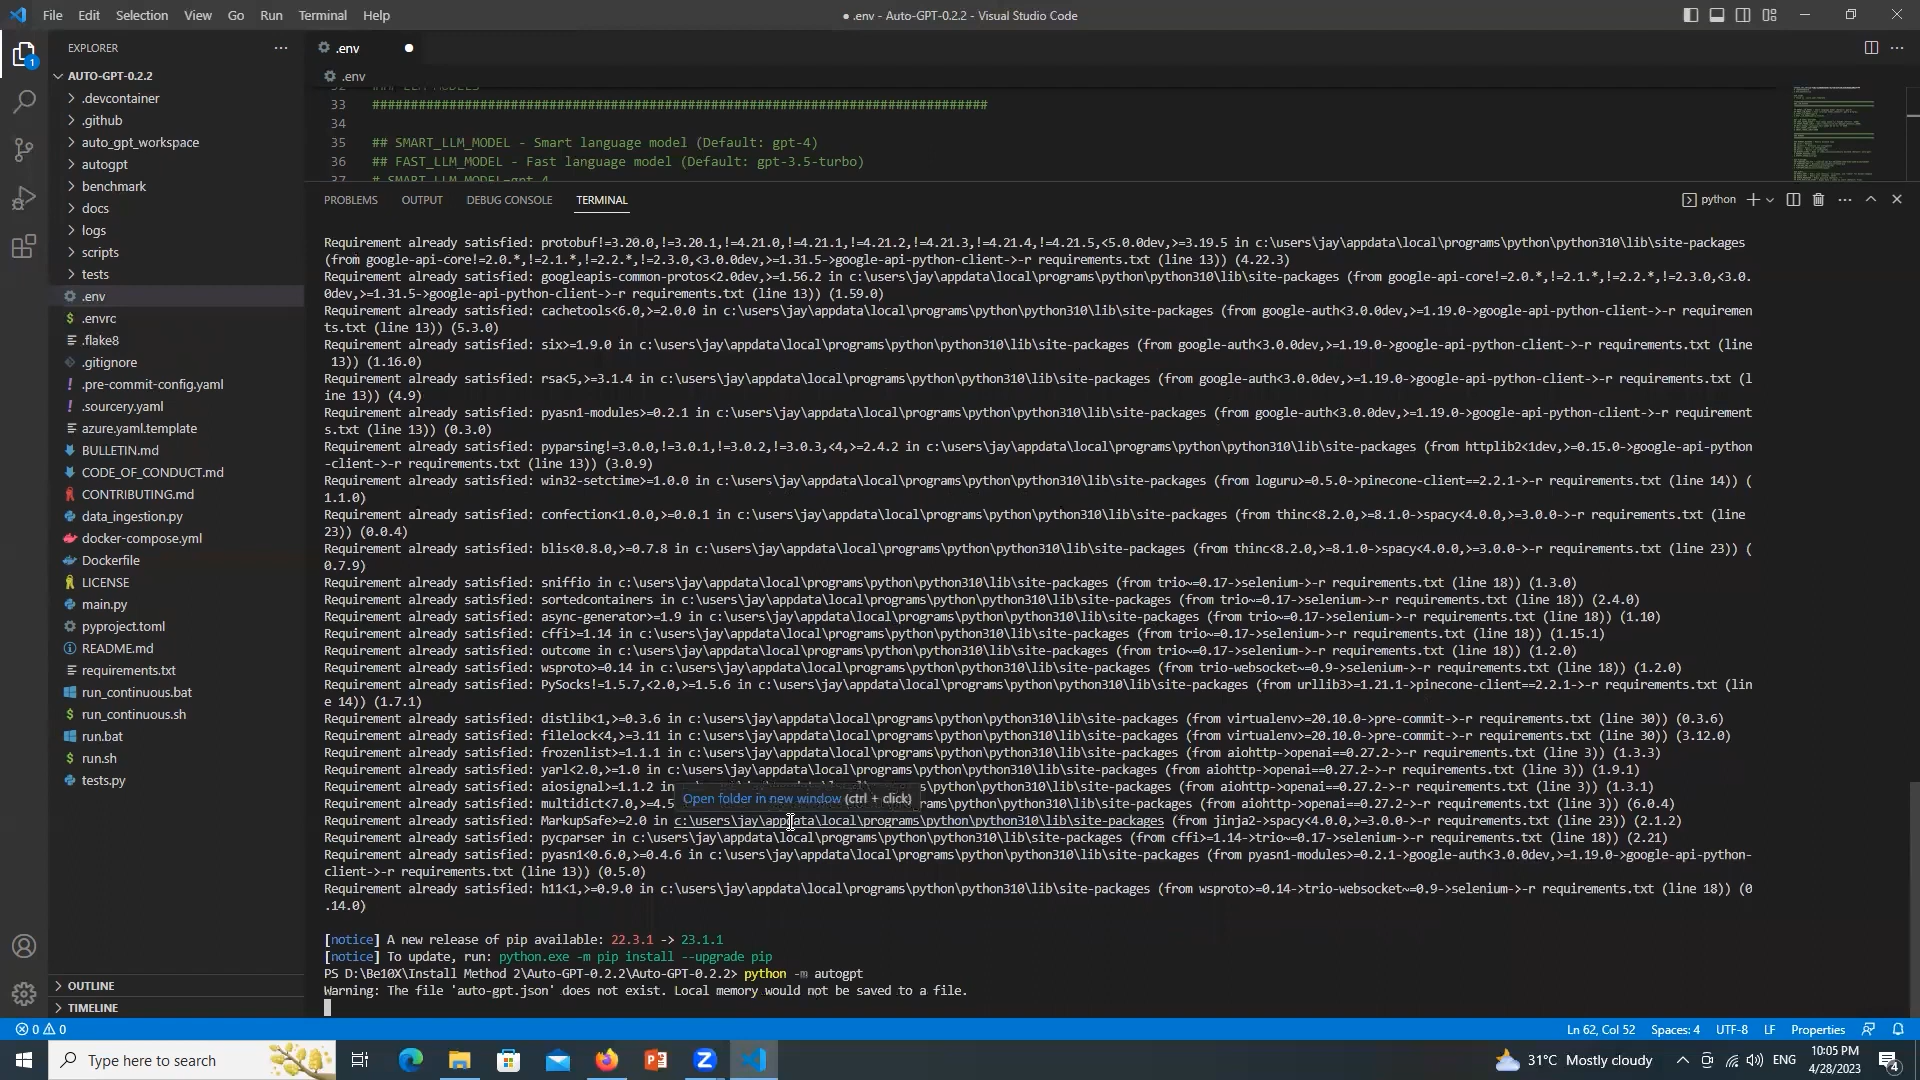 File Edit Selection View Go Run Terminal Help
● .env - Auto-GPT-0.2.2 - Visual Studio Code
EXPLORER
.env
AUTO-GPT-0.2.2
.devcontainer
.github
auto_gpt_workspace
autogpt
benchmark
docs
logs
scripts
tests
.env
.envrc
.flake8
.gitignore
.pre-commit-config.yaml
.sourcery.yaml
azure.yaml.template
BULLETIN.md
CODE_OF_CONDUCT.md
CONTRIBUTING.md
data_ingestion.py
docker-compose.yml
Dockerfile
LICENSE
main.py
pyproject.toml
README.md
requirements.txt
run_continuous.bat
run_continuous.sh
run.bat
run.sh
tests.py
OUTLINE
TIMELINE
1
.env
33 ################################################################################
34
35 ## SMART_LLM_MODEL - Smart language model (Default: gpt-4)
36 ## FAST_LLM_MODEL - Fast language model (Default: gpt-3.5-turbo)
37 # SMART_LLM_MODEL=gpt-4
PROBLEMS OUTPUT DEBUG CONSOLE TERMINAL
python
Requirement already satisfied: protobuf!=3.20.0,!=3.20.1,!=4.21.0,!=4.21.1,!=4.21.2,!=4.21.3,!=4.21.4,!=4.21.5,<5.0.0dev,>=3.19.5 in c:\users\jay\appdata\local\programs\python\python310\lib\site-packages
(from google-api-core!=2.0.*,!=2.1.*,!=2.2.*,!=2.3.0,<3.0.0dev,>=1.31.5->google-api-python-client->-r requirements.txt (line 13)) (4.22.3)
Requirement already satisfied: googleapis-common-protos<2.0dev,>=1.56.2 in c:\users\jay\appdata\local\programs\python\python310\lib\site-packages (from google-api-core!=2.0.*,!=2.1.*,!=2.2.*,!=2.3.0,<3.0.
0dev,>=1.31.5->google-api-python-client->-r requirements.txt (line 13)) (1.59.0)
Requirement already satisfied: cachetools<6.0,>=2.0.0 in c:\users\jay\appdata\local\programs\python\python310\lib\site-packages (from google-auth<3.0.0dev,>=1.19.0->google-api-python-client->-r requiremen
ts.txt (line 13)) (5.3.0)
Requirement already satisfied: six>=1.9.0 in c:\users\jay\appdata\local\programs\python\python310\lib\site-packages (from google-auth<3.0.0dev,>=1.19.0->google-api-python-client->-r requirements.txt (line
13)) (1.16.0)
Requirement already satisfied: rsa<5,>=3.1.4 in c:\users\jay\appdata\local\programs\python\python310\lib\site-packages (from google-auth<3.0.0dev,>=1.19.0->google-api-python-client->-r requirements.txt (l
ine 13)) (4.9)
Requirement already satisfied: pyasn1-modules>=0.2.1 in c:\users\jay\appdata\local\programs\python\python310\lib\site-packages (from google-auth<3.0.0dev,>=1.19.0->google-api-python-client->-r requirement
s.txt (line 13)) (0.3.0)
Requirement already satisfied: pyparsing!=3.0.0,!=3.0.1,!=3.0.2,!=3.0.3,<4,>=2.4.2 in c:\users\jay\appdata\local\programs\python\python310\lib\site-packages (from httplib2<1dev,>=0.15.0->google-api-python
-client->-r requirements.txt (line 13)) (3.0.9)
Requirement already satisfied: win32-setctime>=1.0.0 in c:\users\jay\appdata\local\programs\python\python310\lib\site-packages (from loguru>=0.5.0->pinecone-client==2.2.1->-r requirements.txt (line 14)) (
1.1.0)
Requirement already satisfied: confection<1.0.0,>=0.0.1 in c:\users\jay\appdata\local\programs\python\python310\lib\site-packages (from thinc<8.2.0,>=8.1.0->spacy<4.0.0,>=3.0.0->-r requirements.txt (line
23)) (0.0.4)
Requirement already satisfied: blis<0.8.0,>=0.7.8 in c:\users\jay\appdata\local\programs\python\python310\lib\site-packages (from thinc<8.2.0,>=8.1.0->spacy<4.0.0,>=3.0.0->-r requirements.txt (line 23)) (
0.7.9)
Requirement already satisfied: sniffio in c:\users\jay\appdata\local\programs\python\python310\lib\site-packages (from trio~=0.17->selenium->-r requirements.txt (line 18)) (1.3.0)
Requirement already satisfied: sortedcontainers in c:\users\jay\appdata\local\programs\python\python310\lib\site-packages (from trio~=0.17->selenium->-r requirements.txt (line 18)) (2.4.0)
Requirement already satisfied: async-generator>=1.9 in c:\users\jay\appdata\local\programs\python\python310\lib\site-packages (from trio~=0.17->selenium->-r requirements.txt (line 18)) (1.10)
Requirement already satisfied: cffi>=1.14 in c:\users\jay\appdata\local\programs\python\python310\lib\site-packages (from trio~=0.17->selenium->-r requirements.txt (line 18)) (1.15.1)
Requirement already satisfied: outcome in c:\users\jay\appdata\local\programs\python\python310\lib\site-packages (from trio~=0.17->selenium->-r requirements.txt (line 18)) (1.2.0)
Requirement already satisfied: wsproto>=0.14 in c:\users\jay\appdata\local\programs\python\python310\lib\site-packages (from trio-websocket~=0.9->selenium->-r requirements.txt (line 18)) (1.2.0)
Requirement already satisfied: PySocks!=1.5.7,<2.0,>=1.5.6 in c:\users\jay\appdata\local\programs\python\python310\lib\site-packages (from urllib3>=1.21.1->pinecone-client==2.2.1->-r requirements.txt (lin
e 14)) (1.7.1)
Requirement already satisfied: distlib<1,>=0.3.6 in c:\users\jay\appdata\local\programs\python\python310\lib\site-packages (from virtualenv>=20.10.0->pre-commit->-r requirements.txt (line 30)) (0.3.6)
Requirement already satisfied: filelock<4,>=3.11 in c:\users\jay\appdata\local\programs\python\python310\lib\site-packages (from virtualenv>=20.10.0->pre-commit->-r requirements.txt (line 30)) (3.12.0)
Requirement already satisfied: frozenlist>=1.1.1 in c:\users\jay\appdata\local\programs\python\python310\lib\site-packages (from aiohttp->openai==0.27.2->-r requirements.txt (line 3)) (1.3.3)
Requirement already satisfied: yarl<2.0,>=1.0 in c:\users\jay\appdata\local\programs\python\python310\lib\site-packages (from aiohttp->openai==0.27.2->-r requirements.txt (line 3)) (1.9.1)
Requirement already satisfied: aiosignal>=1.1.2 in \python\python310\lib\site-packages (from aiohttp->openai==0.27.2->-r requirements.txt (line 3)) (1.3.1)
Open folder in new window (ctrl + click)
Requirement already satisfied: multidict<7.0,>=4.5 grams\python\python310\lib\site-packages (from aiohttp->openai==0.27.2->-r requirements.txt (line 3)) (6.0.4)
Requirement already satisfied: MarkupSafe>=2.0 in c:\users\jay\appdata\local\programs\python\python310\lib\site-packages (from jinja2->spacy<4.0.0,>=3.0.0->-r requirements.txt (line 23)) (2.1.2)
Requirement already satisfied: pycparser in c:\users\jay\appdata\local\programs\python\python310\lib\site-packages (from cffi>=1.14->trio~=0.17->selenium->-r requirements.txt (line 18)) (2.21)
Requirement already satisfied: pyasn1<0.6.0,>=0.4.6 in c:\users\jay\appdata\local\programs\python\python310\lib\site-packages (from pyasn1-modules>=0.2.1->google-auth<3.0.0dev,>=1.19.0->google-api-python-
client->-r requirements.txt (line 13)) (0.5.0)
Requirement already satisfied: h11<1,>=0.9.0 in c:\users\jay\appdata\local\programs\python\python310\lib\site-packages (from wsproto>=0.14->trio-websocket~=0.9->selenium->-r requirements.txt (line 18)) (0
.14.0)
[notice] A new release of pip available: 22.3.1 -> 23.1.1
[notice] To update, run: python.exe -m pip install --upgrade pip
PS D:\Be10X\Install Method 2\Auto-GPT-0.2.2\Auto-GPT-0.2.2> python -m autogpt
Warning: The file 'auto-gpt.json' does not exist. Local memory would not be saved to a file.
0 0
Ln 62, Col 52 Spaces: 4 UTF-8 LF Properties
Type here to search
31°C Mostly cloudy
ENG
10:05 PM
4/28/2023
4